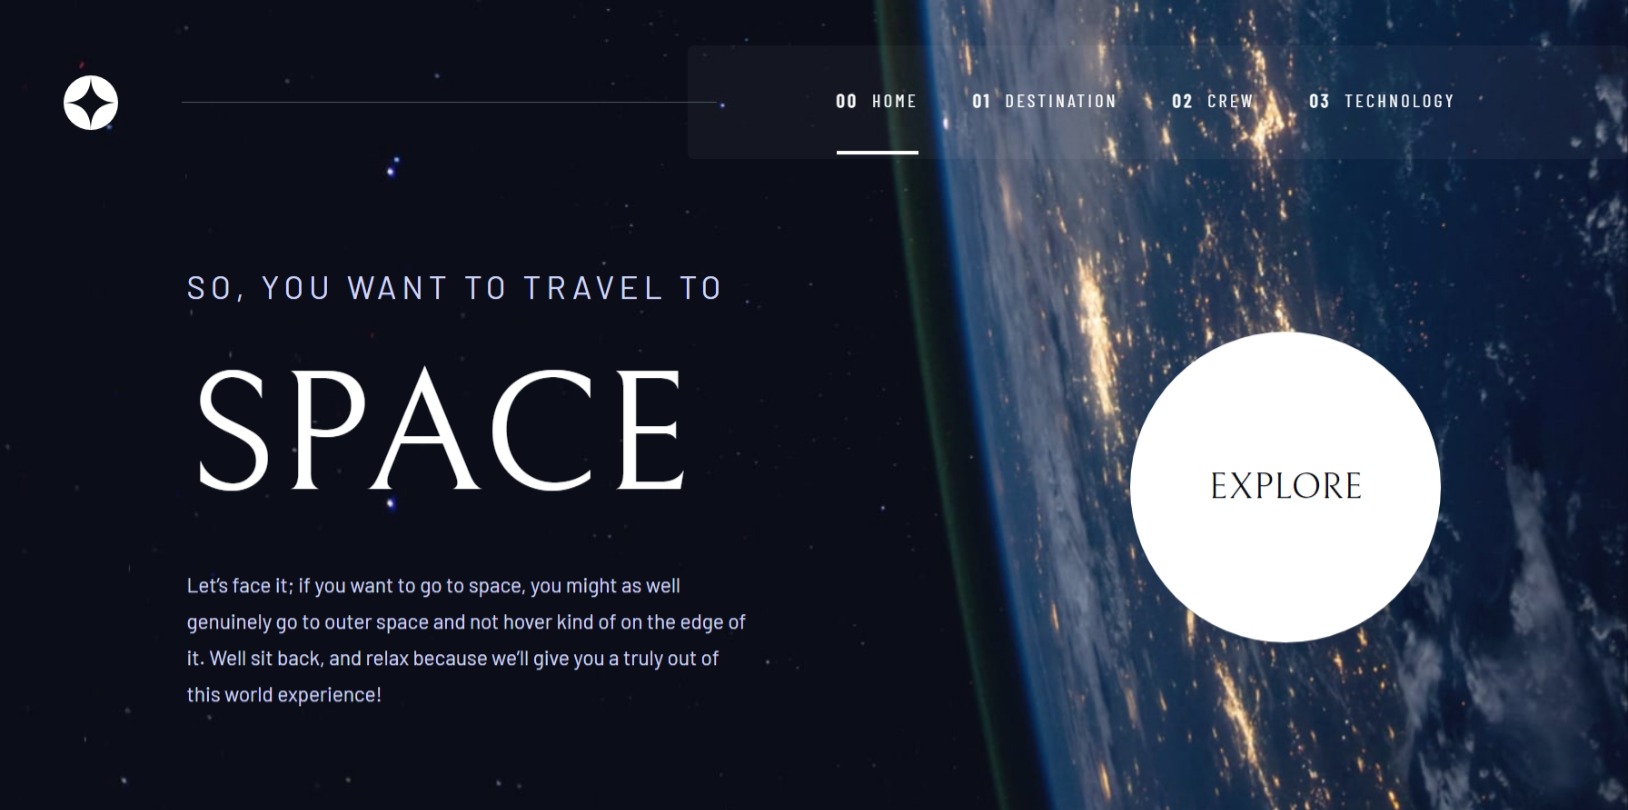 00 HOME 01 DESTINATION 02 CREW 03 TECHNOLOGY
SO, YOU WANT TO TRAVEL TO
SPACE
Let’s face it; if you want to go to space, you might as well
genuinely go to outer space and not hover kind of on the edge of
it. Well sit back, and relax because we’ll give you a truly out of
this world experience!
EXPLORE